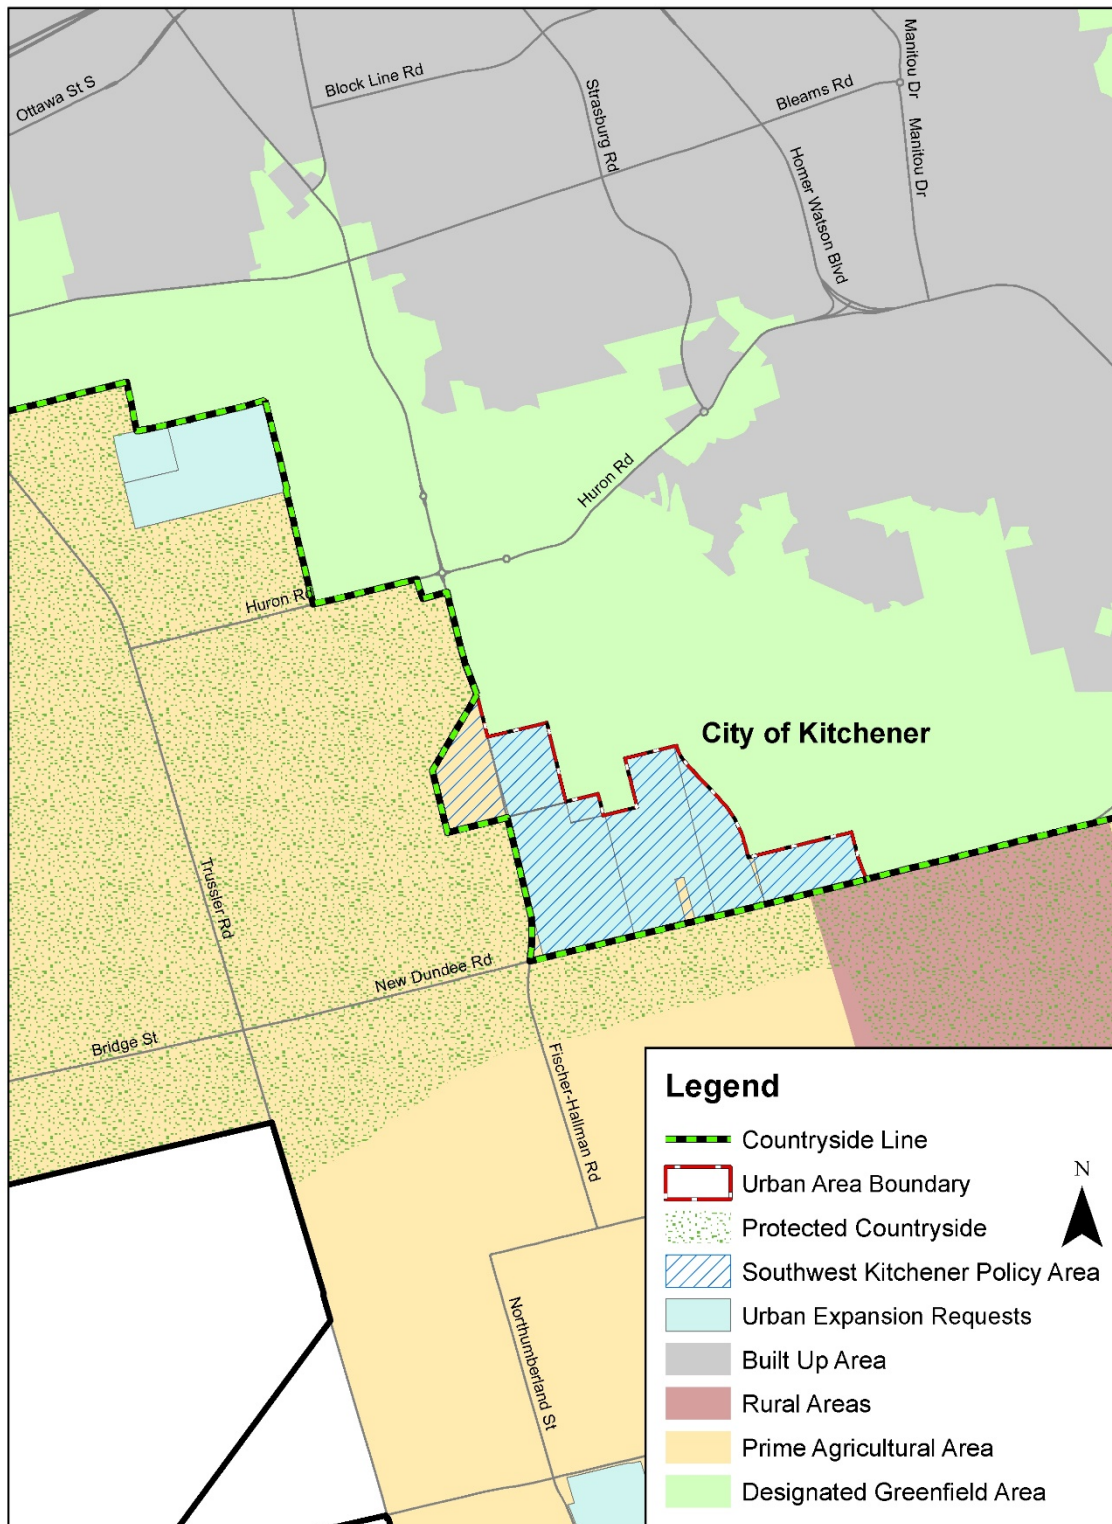 Ottawa St S
Block Line Rd
Strasburg Rd
Bleams Rd
Manitou Dr
Manitou Dr
Homer Watson Blvd
Huron Rd
Huron Rd
City of Kitchener
Trussler Rd
New Dundee Rd
Bridge St
Fischer-Hallman Rd
Northumberland St
Legend
Countryside Line
Urban Area Boundary
Protected Countryside
Southwest Kitchener Policy Area
Urban Expansion Requests
Built Up Area
Rural Areas
Prime Agricultural Area
Designated Greenfield Area
N